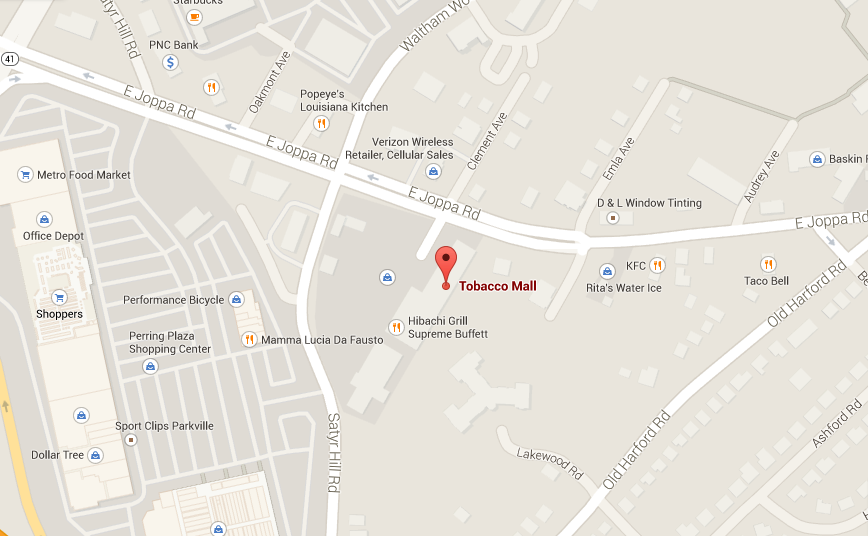 Starbucks
Satyr Hill Rd
PNC Bank
Waltham Wo
41
E Joppa Rd
Oakmont Ave
Popeye's
Louisiana Kitchen
E Joppa Rd
Verizon Wireless
Retailer, Cellular Sales
Clement Ave
Emla Ave
Audrey Ave
Baskin
Metro Food Market
E Joppa Rd
D & L Window Tinting
E Joppa Rd
Office Depot
KFC
Rita's Water Ice
Taco Bell
Old Harford Rd
Be
Tobacco Mall
Performance Bicycle
Shoppers
Hibachi Grill
Supreme Buffett
Perring Plaza
Shopping Center
Mamma Lucia Da Fausto
Satyr Hill Rd
Sport Clips Parkville
Dollar Tree
Lakewood Rd
Old Harford Rd
Ashford Rd
H